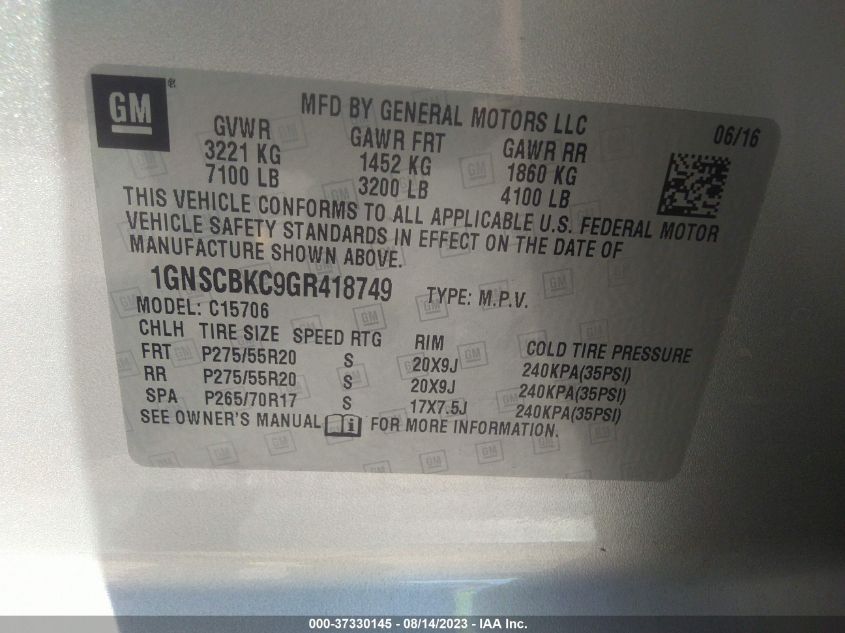 GM ®
MFD BY GENERAL MOTORS LLC 06/16
GVWR GAWR FRT GAWR RR
3221 KG 1452 KG 1860 KG
7100 LB 3200 LB 4100 LB
THIS VEHICLE CONFORMS TO ALL APPLICABLE U.S. FEDERAL MOTOR
VEHICLE SAFETY STANDARDS IN EFFECT ON THE DATE OF
MANUFACTURE SHOWN ABOVE.
1GNSCBKC9GR418749 TYPE: M.P.V.
MODEL: C15706
CHLH TIRE SIZE SPEED RTG RIM COLD TIRE PRESSURE
FRT P275/55R20 S 20X9J 240KPA(35PSI)
RR P275/55R20 S 20X9J 240KPA(35PSI)
SPA P265/70R17 S 17X7.5J 240KPA(35PSI)
SEE OWNER'S MANUAL i FOR MORE INFORMATION.
000-37330145 - 08/14/2023 - IAA Inc.